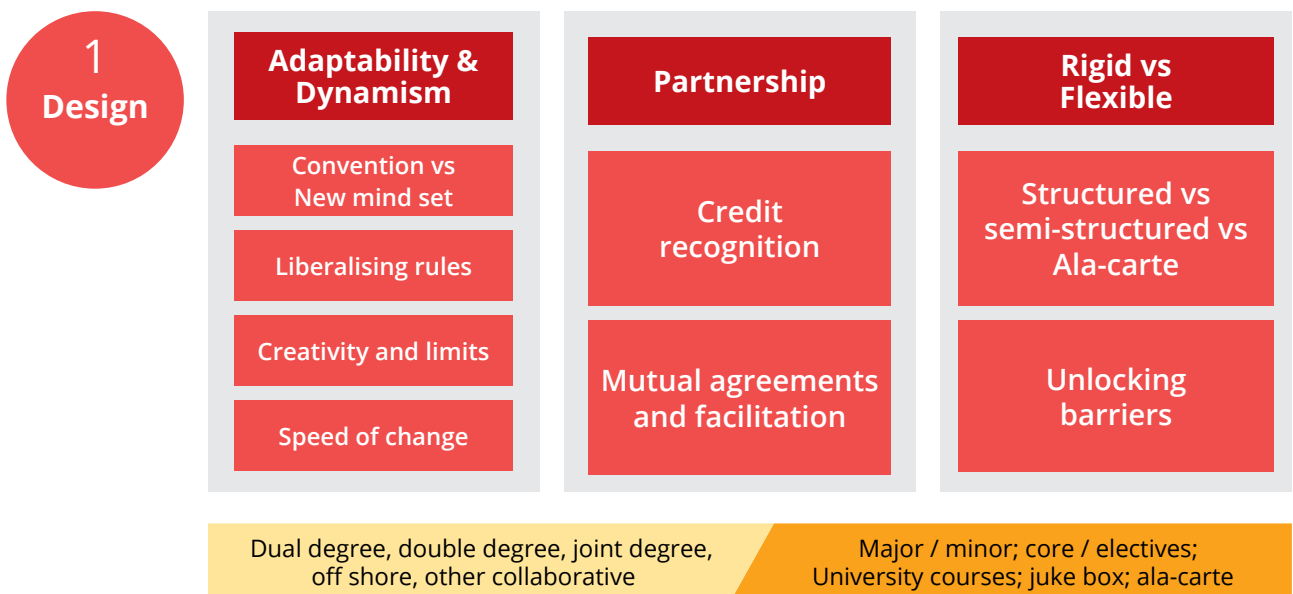 1
Design
Adaptability &
Dynamism
Convention vs
New mind set
Liberalising rules
Creativity and limits
Speed of change
Partnership
Credit
recognition
Mutual agreements
and facilitation
Rigid vs
Flexible
Structured vs
semi-structured vs
Ala-carte
Unlocking
barriers
Dual degree, double degree, joint degree,
off shore, other collaborative
Major / minor; core / electives;
University courses; juke box; ala-carte